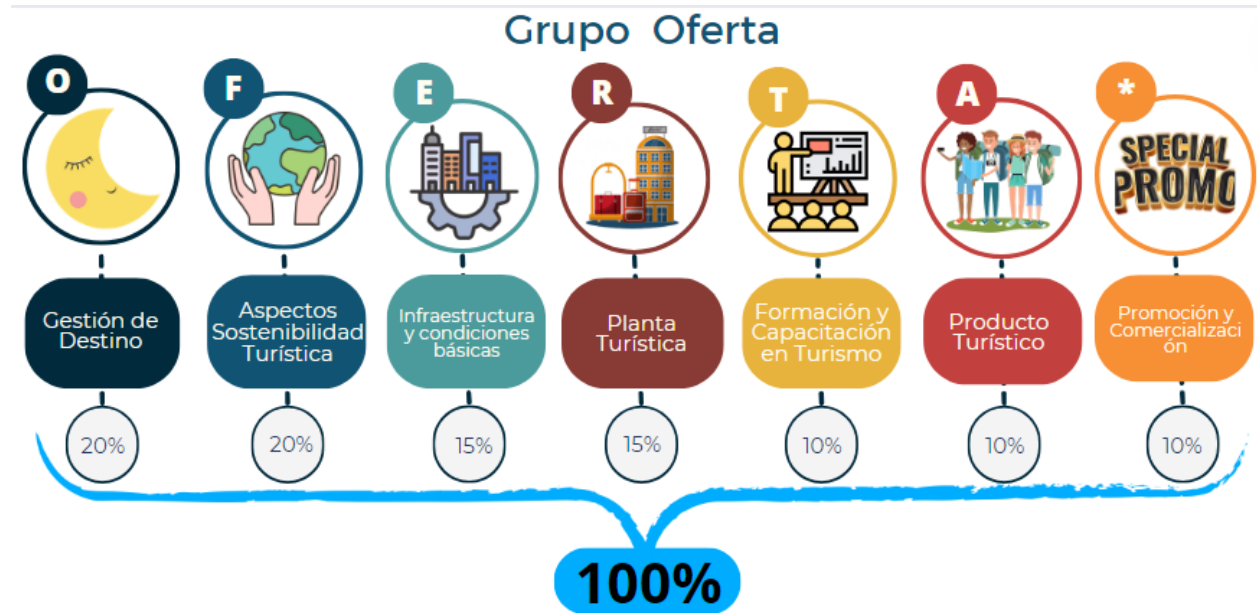 Grupo Oferta
O
F
E
R
T
A
*
SPECIAL
PROMO
Gestión de
Destino
Aspectos
Sostenibilidad
Turística
Infraestructura
y condiciones
básicas
Planta
Turística
Formación y
Capacitación
en Turismo
Producto
Turístico
Promoción y
Comercializaci
ón
20%
20%
15%
15%
10%
10%
10%
100%